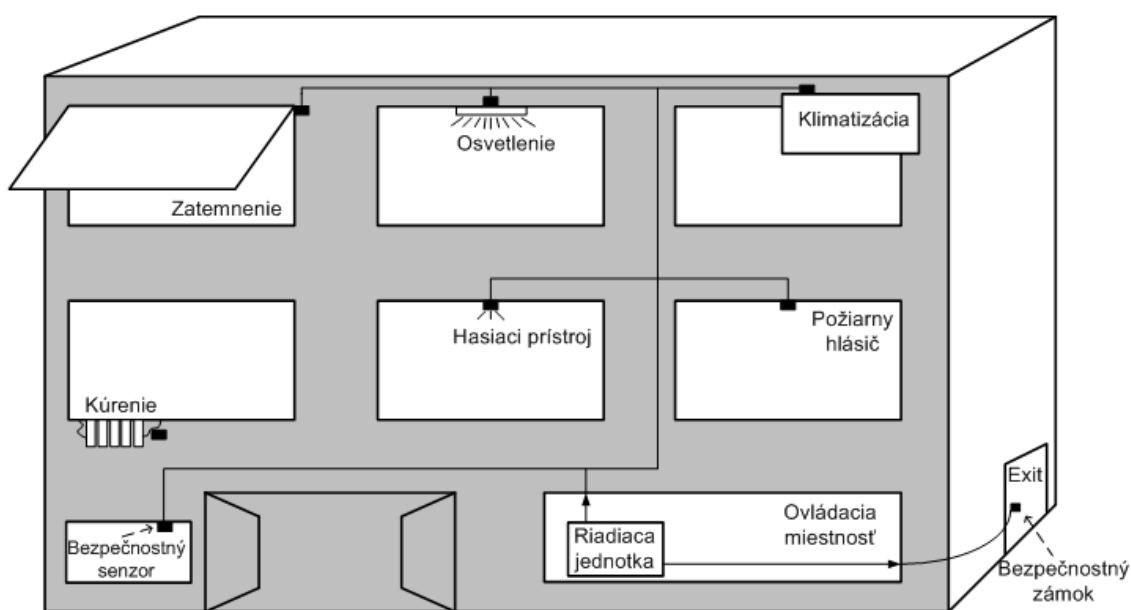 Klimatizácia
Osvetlenie
Zatemnenie
Hasiaci prístroj
Požiarny
hlásič
Kúrenie
Exit
Ovládacia
miestnosť
Riadiaca
jednotka
Bezpečnostný
senzor
Bezpečnostný
zámok